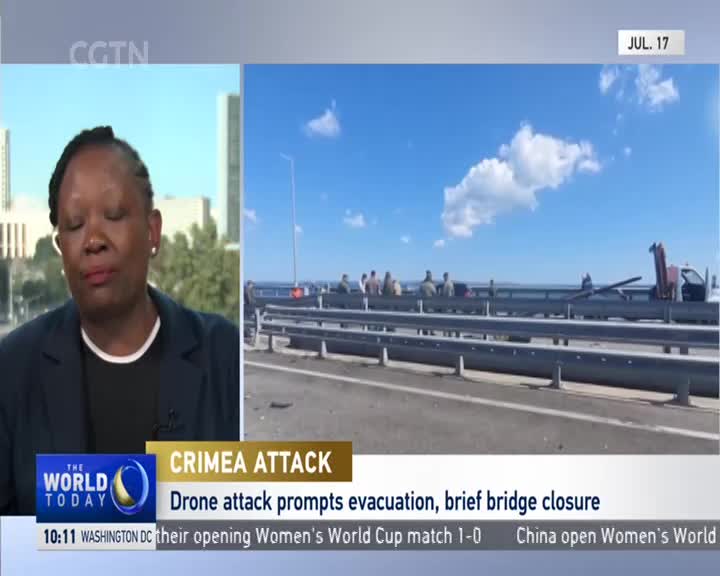 CGTN
JUL. 17
CRIMEA ATTACK
THE
WORLD
TODAY
Drone attack prompts evacuation, brief bridge closure
10:11 WASHINGTON DC their opening Women's World Cup match 1-0 China open Women's World